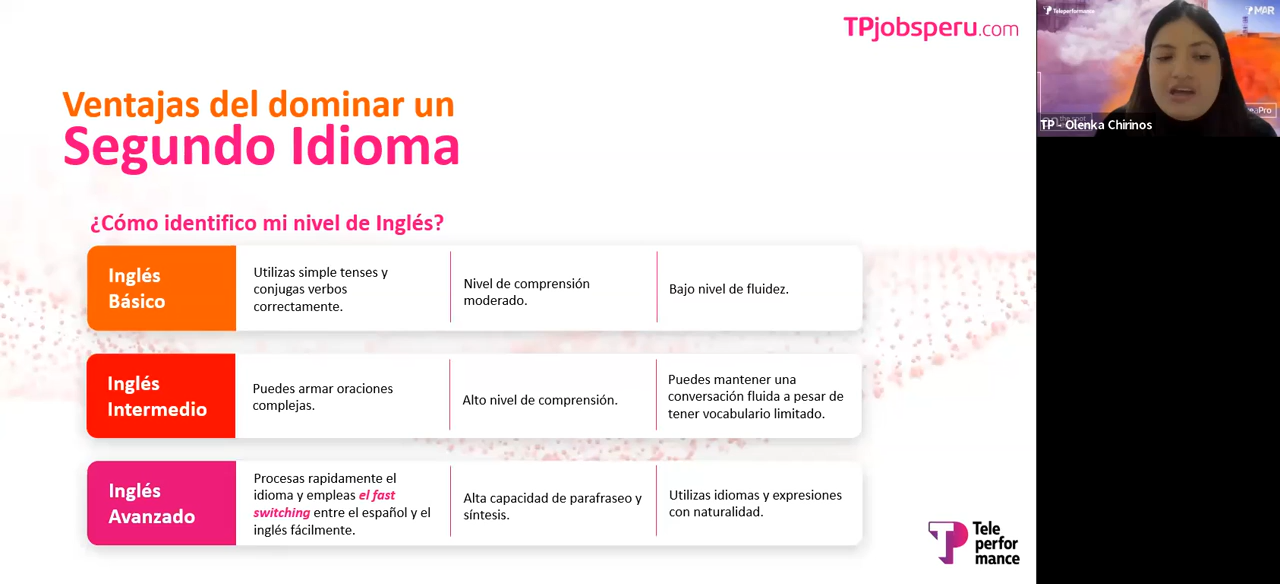 TPjobsperu.com
Ventajas del dominar un
Segundo Idioma
¿Cómo identifico mi nivel de Inglés?
Inglés
Básico
Utilizas simple tenses y
conjugas verbos
correctamente.
Nivel de comprensión
moderado.
Bajo nivel de fluidez.
Inglés
Intermedio
Puedes armar oraciones
complejas.
Alto nivel de comprensión.
Puedes mantener una
conversación fluida a pesar de
tener vocabulario limitado.
Inglés
Avanzado
Procesas rapidamente el
idioma y empleas el fast
switching entre el español y el
inglés fácilmente.
Alta capacidad de parafraseo y
síntesis.
Utilizas idiomas y expresiones
con naturalidad.
Tele
perfor
mance
Teleperformance
MAR
TP - Olenka Chirinos